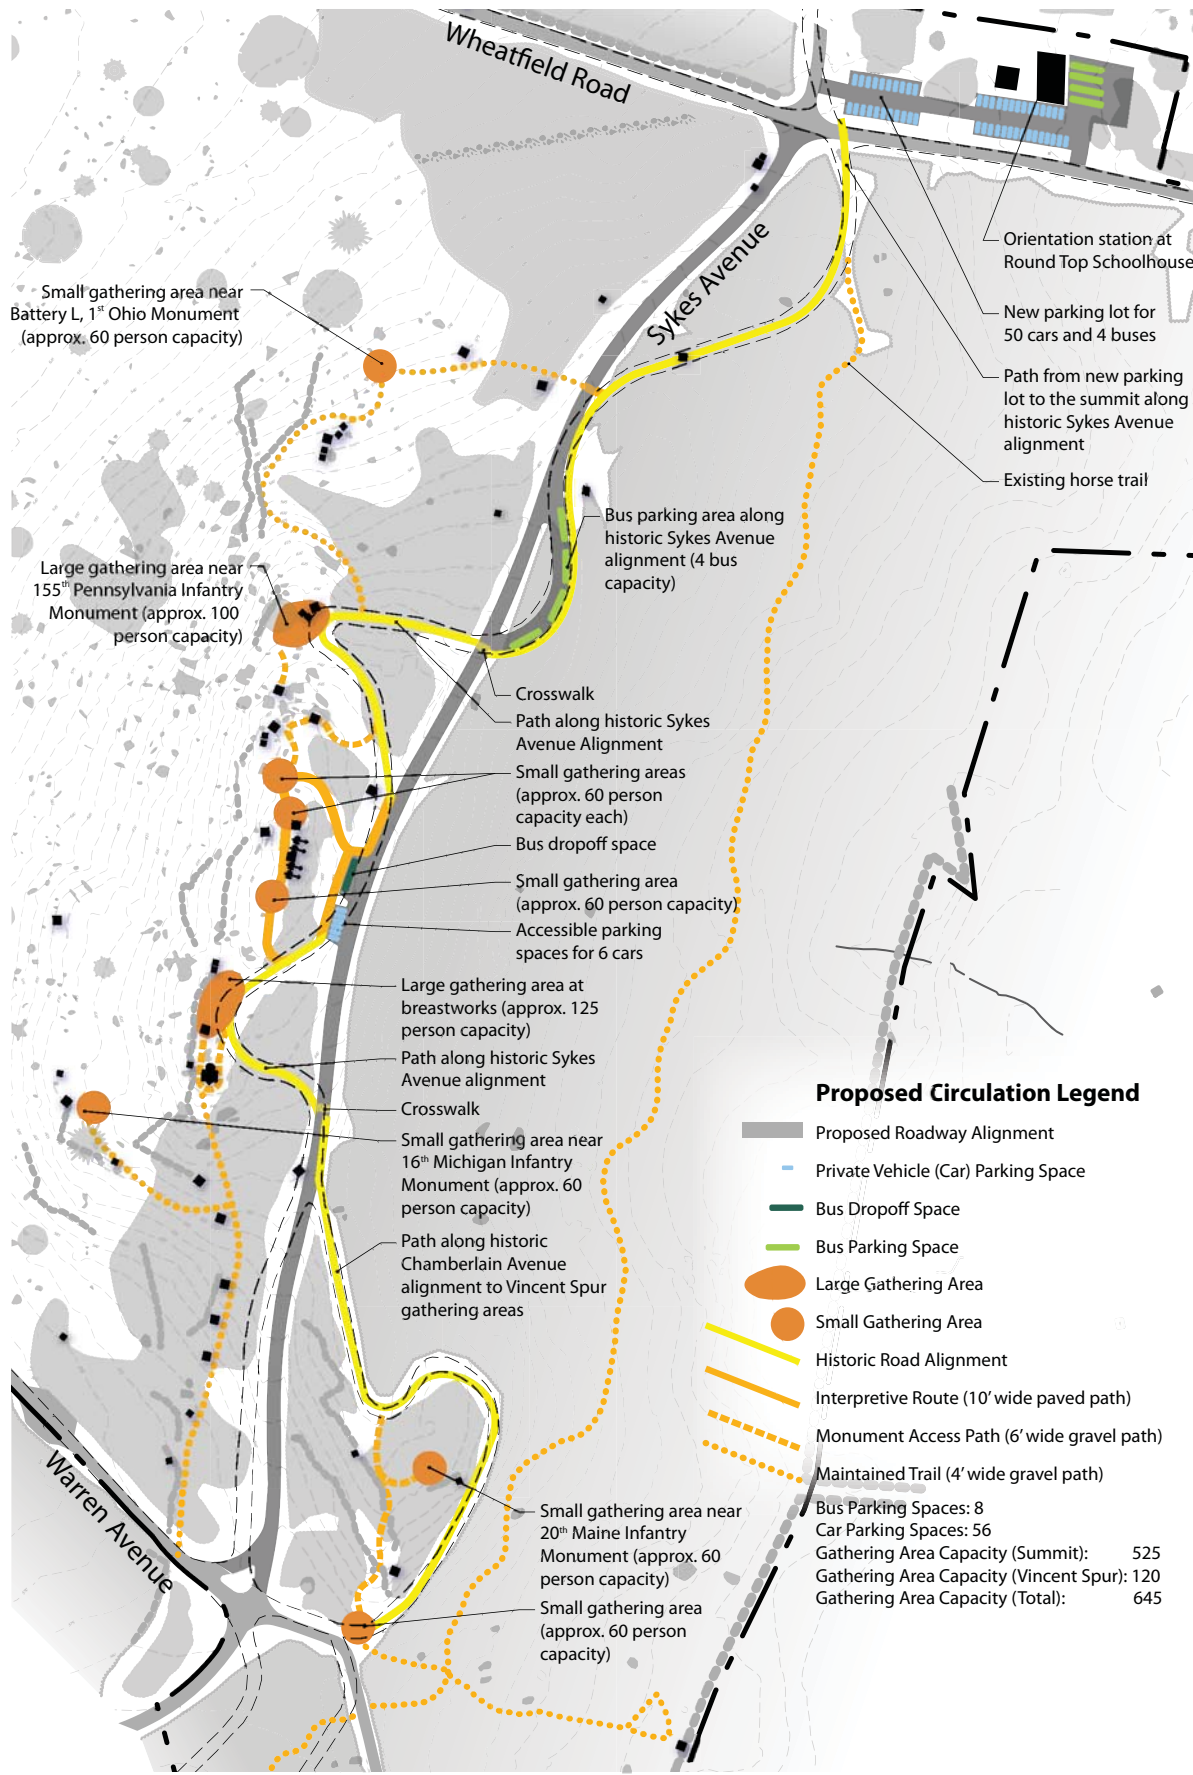 Wheatfield Road
Sykes Avenue
Orientation station at
Round Top Schoolhouse
New parking lot for
50 cars and 4 buses
Path from new parking
lot to the summit along
historic Sykes Avenue
alignment
Existing horse trail
Small gathering area near
Battery L, 1st Ohio Monument
(approx. 60 person capacity)
Bus parking area along
historic Sykes Avenue
alignment (4 bus
capacity)
Large gathering area near
155th Pennsylvania Infantry
Monument (approx. 100
person capacity)
Crosswalk
Path along historic Sykes
Avenue Alignment
Small gathering areas
(approx. 60 person
capacity each)
Bus dropoff space
Small gathering area
(approx. 60 person capacity)
Accessible parking
spaces for 6 cars
Large gathering area at
breastworks (approx. 125
person capacity)
Path along historic Sykes
Avenue alignment
Crosswalk
Small gathering area near
16th Michigan Infantry
Monument (approx. 60
person capacity)
Path along historic
Chamberlain Avenue
alignment to Vincent Spur
gathering areas
Warren Avenue
Small gathering area near
20th Maine Infantry
Monument (approx. 60
person capacity)
Small gathering area
(approx. 60 person
capacity)
Proposed Circulation Legend
Proposed Roadway Alignment
Private Vehicle (Car) Parking Space
Bus Dropoff Space
Bus Parking Space
Large Gathering Area
Small Gathering Area
Historic Road Alignment
Interpretive Route (10' wide paved path)
Monument Access Path (6' wide gravel path)
Maintained Trail (4' wide gravel path)
Bus Parking Spaces: 8
Car Parking Spaces: 56
Gathering Area Capacity (Summit): 525
Gathering Area Capacity (Vincent Spur): 120
Gathering Area Capacity (Total): 645